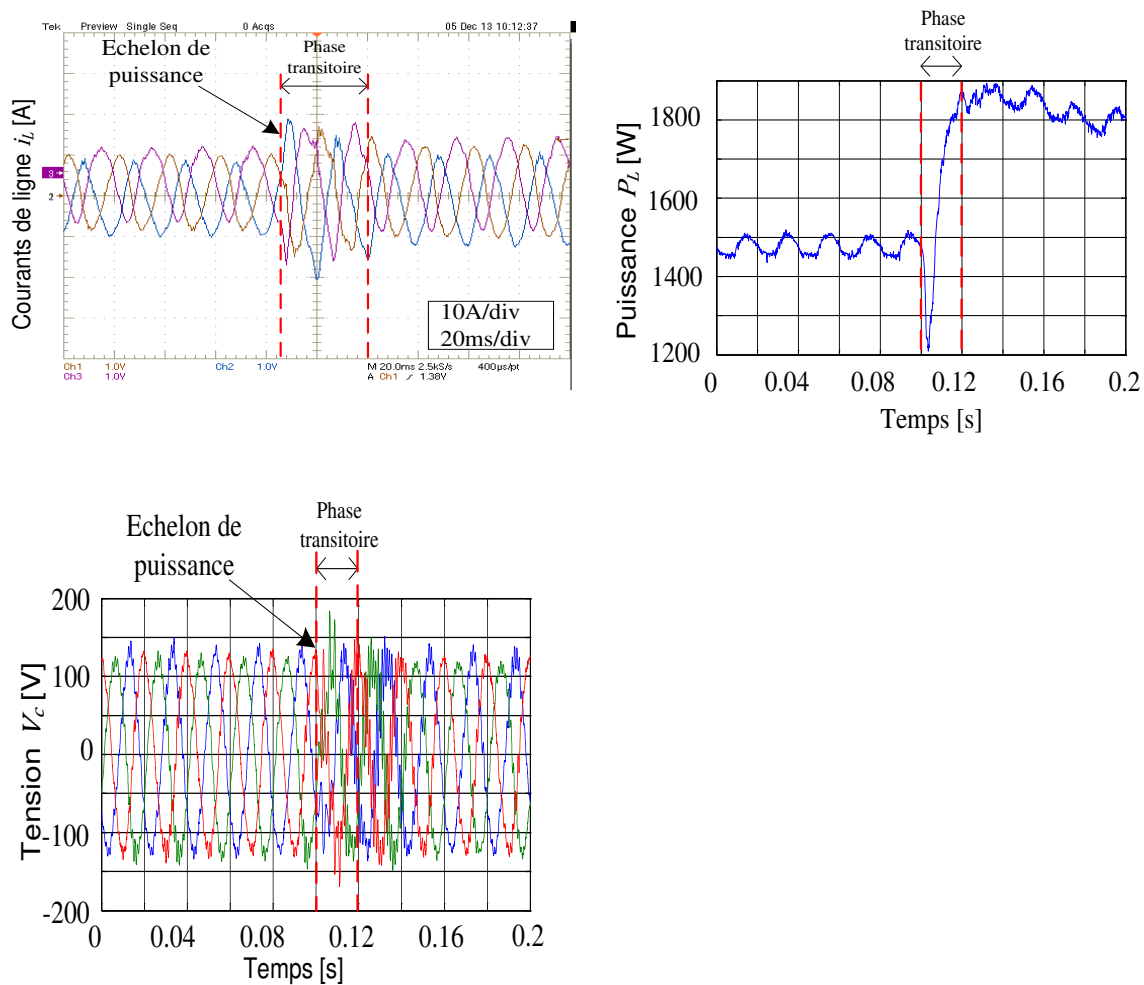 Tek Preview Single Seq 0 Acqs 05 Dec 13 10:12:37
Echelon de
puissance
Phase
transitoire
Courants de ligne iL [A]
3
2
10A/div
20ms/div
Ch1 1.0V Ch2 1.0V M 20.0ms 2.5kS/s 400µs/pt
Ch3 1.0V A Ch1 ∕ 1.38V
Phase
transitoire
Puissance PL [W]
1800
1600
1400
1200
0 0.04 0.08 0.12 0.16 0.2
Temps [s]
Echelon de
puissance
Phase
transitoire
Tension Vc [V]
200
100
0
-100
-200
0 0.04 0.08 0.12 0.16 0.2
Temps [s]